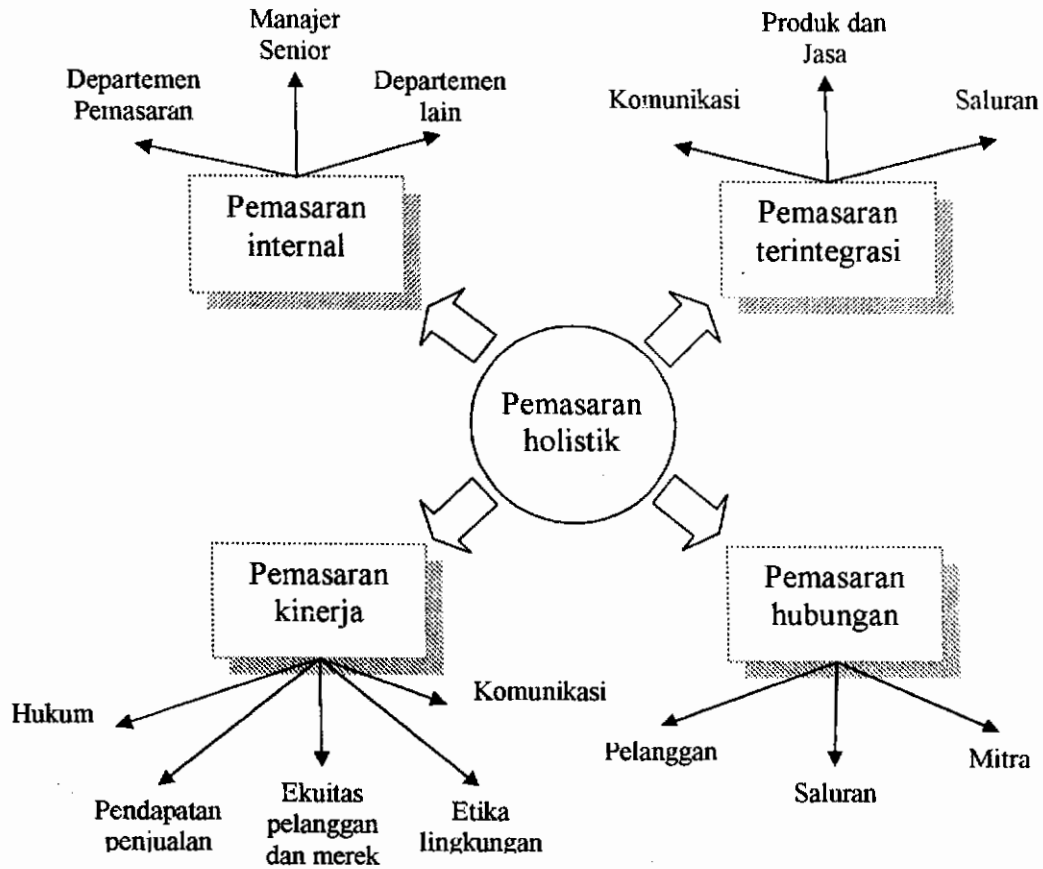 Manajer
Senior
Departemen
Pemasaran
Departemen
lain
Pemasaran
internal
Produk dan
Jasa
Komunikasi
Saluran
Pemasaran
terintegrasi
Pemasaran
holistik
Pemasaran
kinerja
Hukum
Komunikasi
Pendapatan
penjualan
Ekuitas
pelanggan
dan merek
Etika
lingkungan
Pemasaran
hubungan
Pelanggan
Saluran
Mitra